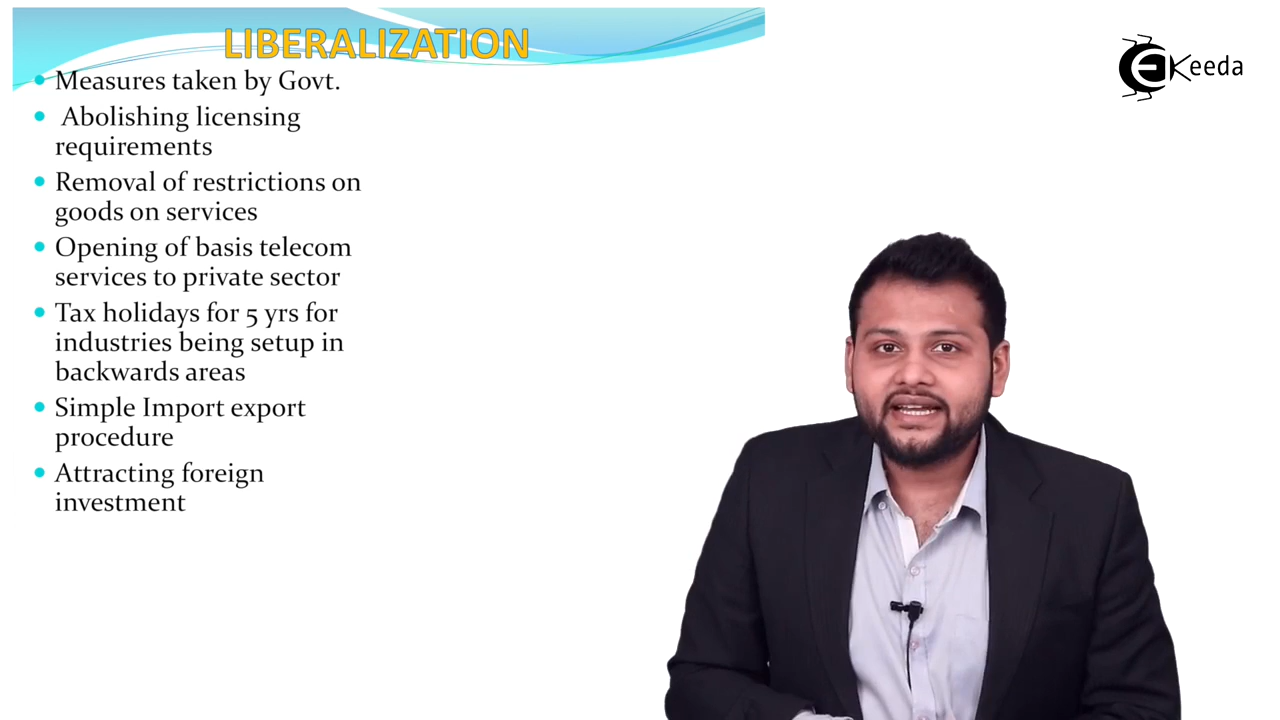 LIBERALIZATION
Measures taken by Govt.
Abolishing licensing
requirements
Removal of restrictions on
goods on services
Opening of basis telecom
services to private sector
Tax holidays for 5 yrs for
industries being setup in
backwards areas
Simple Import export
procedure
Attracting foreign
investment
EKeeda